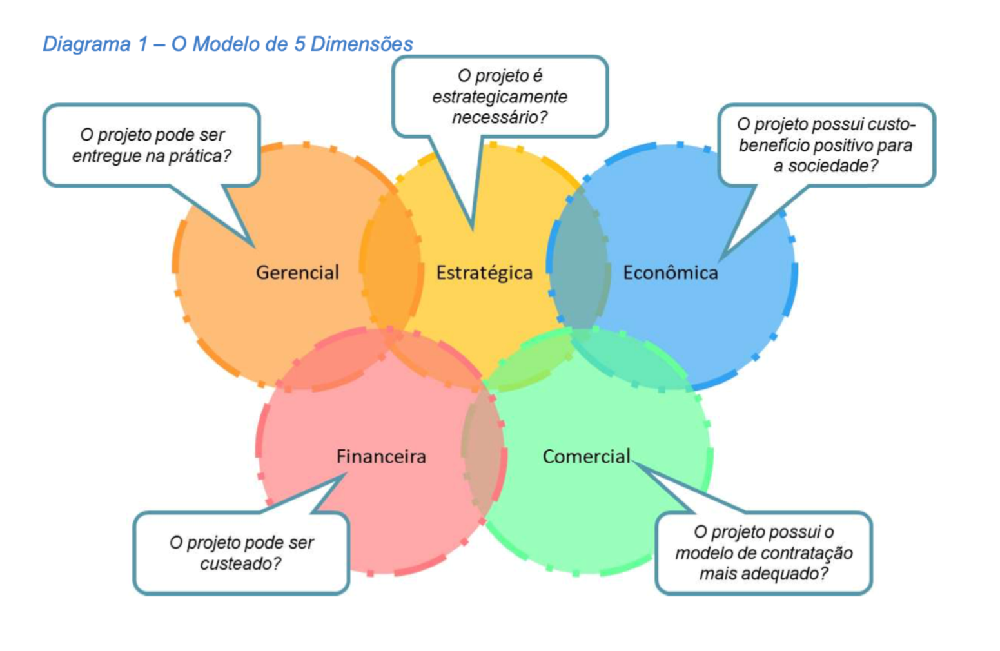 Diagrama 1 – O Modelo de 5 Dimensões
O projeto é
estrategicamente
necessário?
O projeto pode ser
entregue na prática?
O projeto possui custo-
benefício positivo para
a sociedade?
Gerencial
Estratégica
Econômica
Financeira
Comercial
O projeto pode ser
custeado?
O projeto possui o
modelo de contratação
mais adequado?